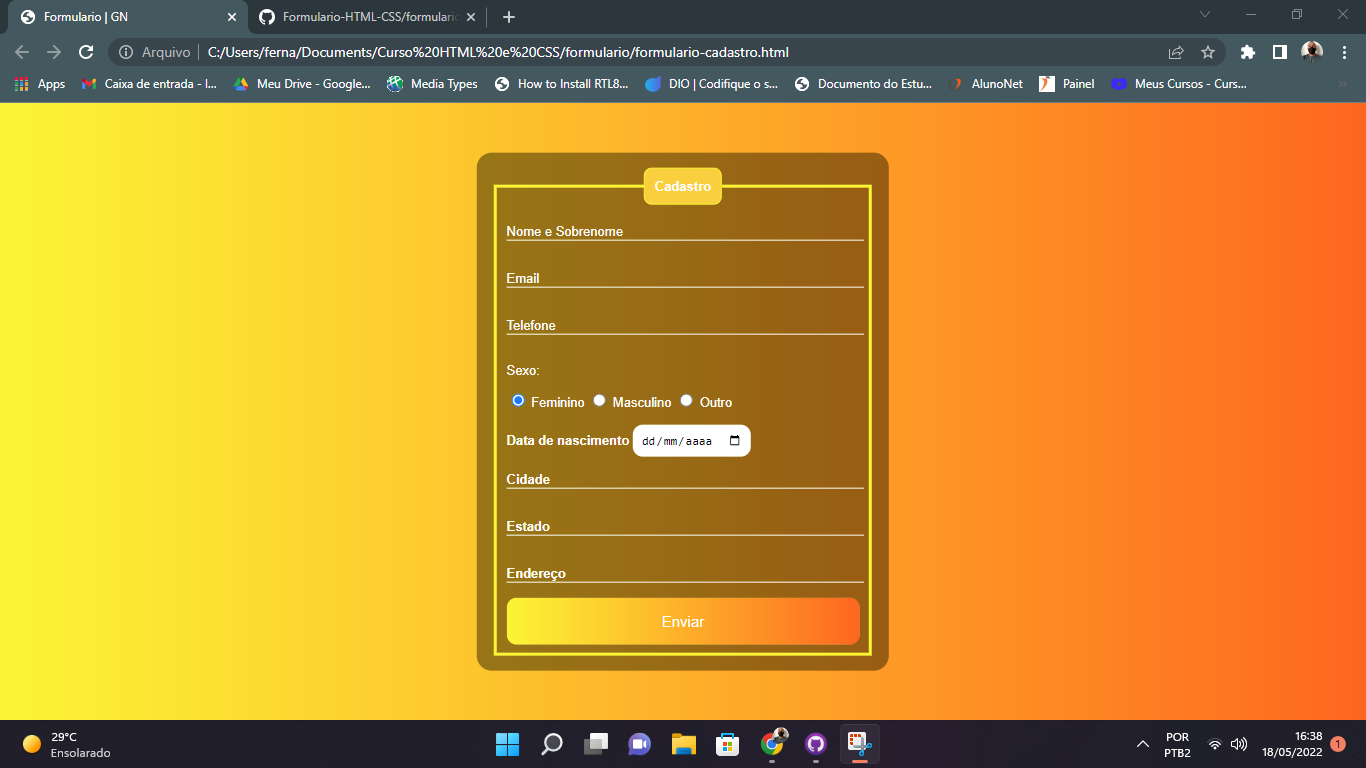 Formulario | GN
Formulario-HTML-CSS/formulario
Arquivo C:/Users/ferna/Documents/Curso%20HTML%20e%20CSS/formulario/formulario-cadastro.html
Apps Caixa de entrada - l... Meu Drive - Google... Media Types How to Install RTL8... DIO | Codifique o s... Documento do Estu... AlunoNet Painel Meus Cursos - Curs...
Cadastro
Nome e Sobrenome
Email
Telefone
Sexo:
Feminino Masculino Outro
Data de nascimento dd/mm/aaaa
Cidade
Estado
Endereço
Enviar
29°C
Ensolarado
POR
PTB2
16:38
18/05/2022
1